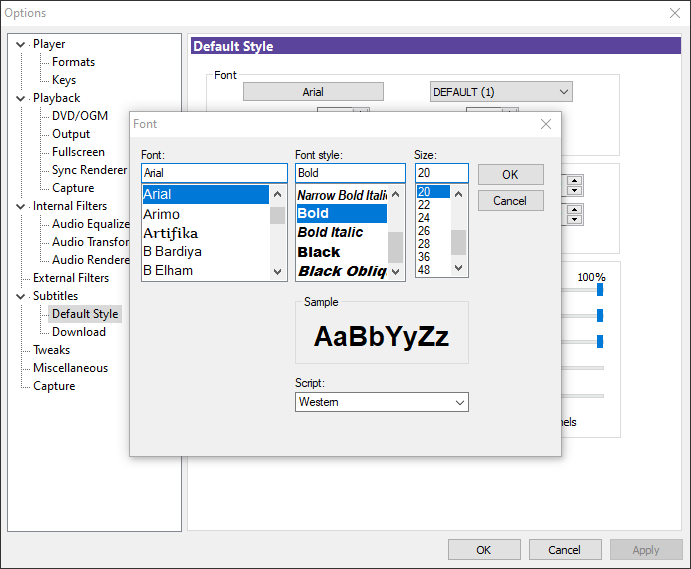 Options
Player
Formats
Keys
Playback
DVD/OGM
Output
Fullscreen
Sync Renderer
Capture
Internal Filters
Audio Equalize
Audio Transfor
Audio Rendere
External Filters
Subtitles
Default Style
Download
Tweaks
Miscellaneous
Capture
Default Style
Font
Arial
DEFAULT (1)
100%
nels
Font
Font:
Arial
Arial
Arimo
Artifika
B Bardiya
B Elham
Font style:
Bold
Narrow Bold Italic
Bold
Bold Italic
Black
Black Obliq
Size:
20
20
22
24
26
28
36
48
OK
Cancel
Sample
AaBbYyZz
Script:
Western
OK
Cancel
Apply